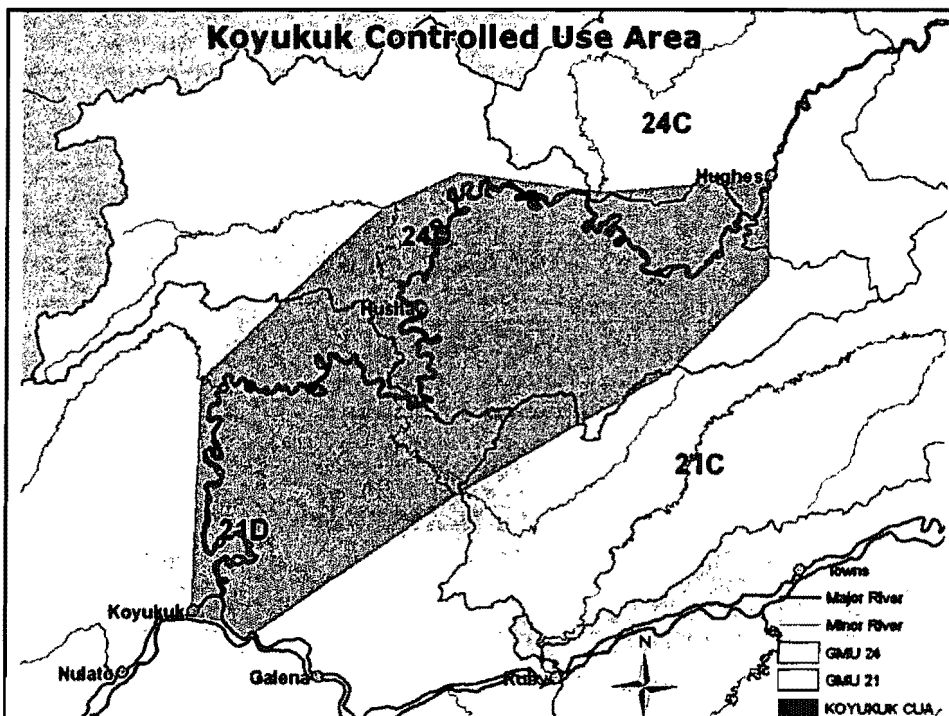 Koyukuk Controlled Use Area
24C
Hughes
24D
Huslia
21C
21D
Koyukuk
Nulato
Galena
Ruby
N
Towns
Major River
Minor River
GMU 24
GMU 21
KOYUKUK CUA